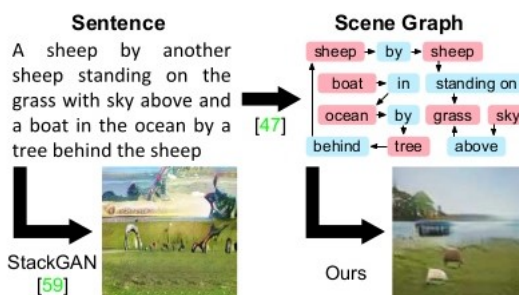 Sentence
A sheep by another
sheep standing on the
grass with sky above and
a boat in the ocean by a
tree behind the sheep
[47]
Scene Graph
sheep by sheep
boat in standing on
ocean by grass sky
behind tree above
StackGAN
[59]
Ours